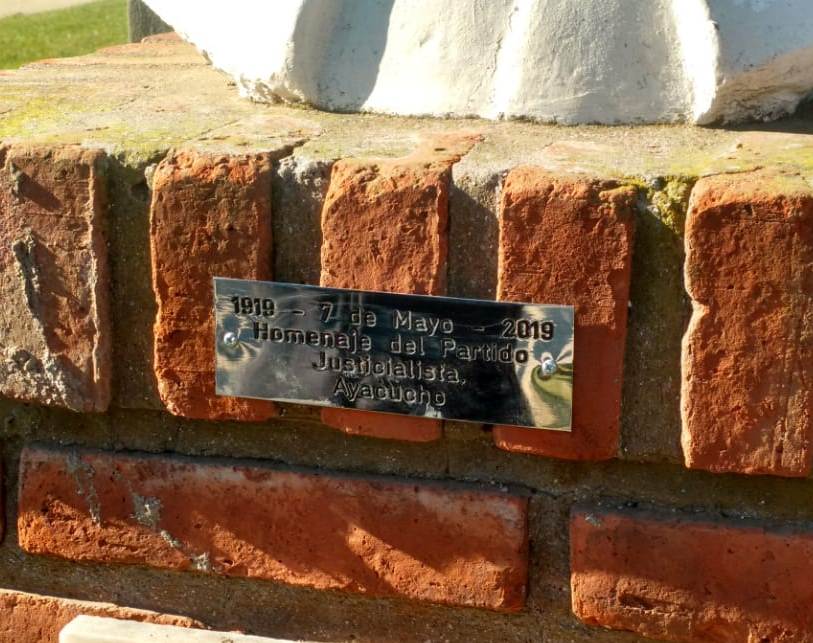 1919 - 7 de Mayo - 2019
Homenaje del Partido
Justicialista,
Ayacucho